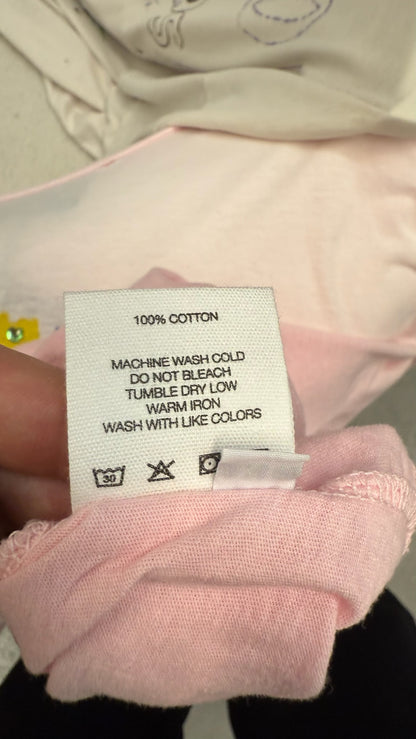 100% COTTON
MACHINE WASH COLD
DO NOT BLEACH
TUMBLE DRY LOW
WARM IRON
WASH WITH LIKE COLORS
30